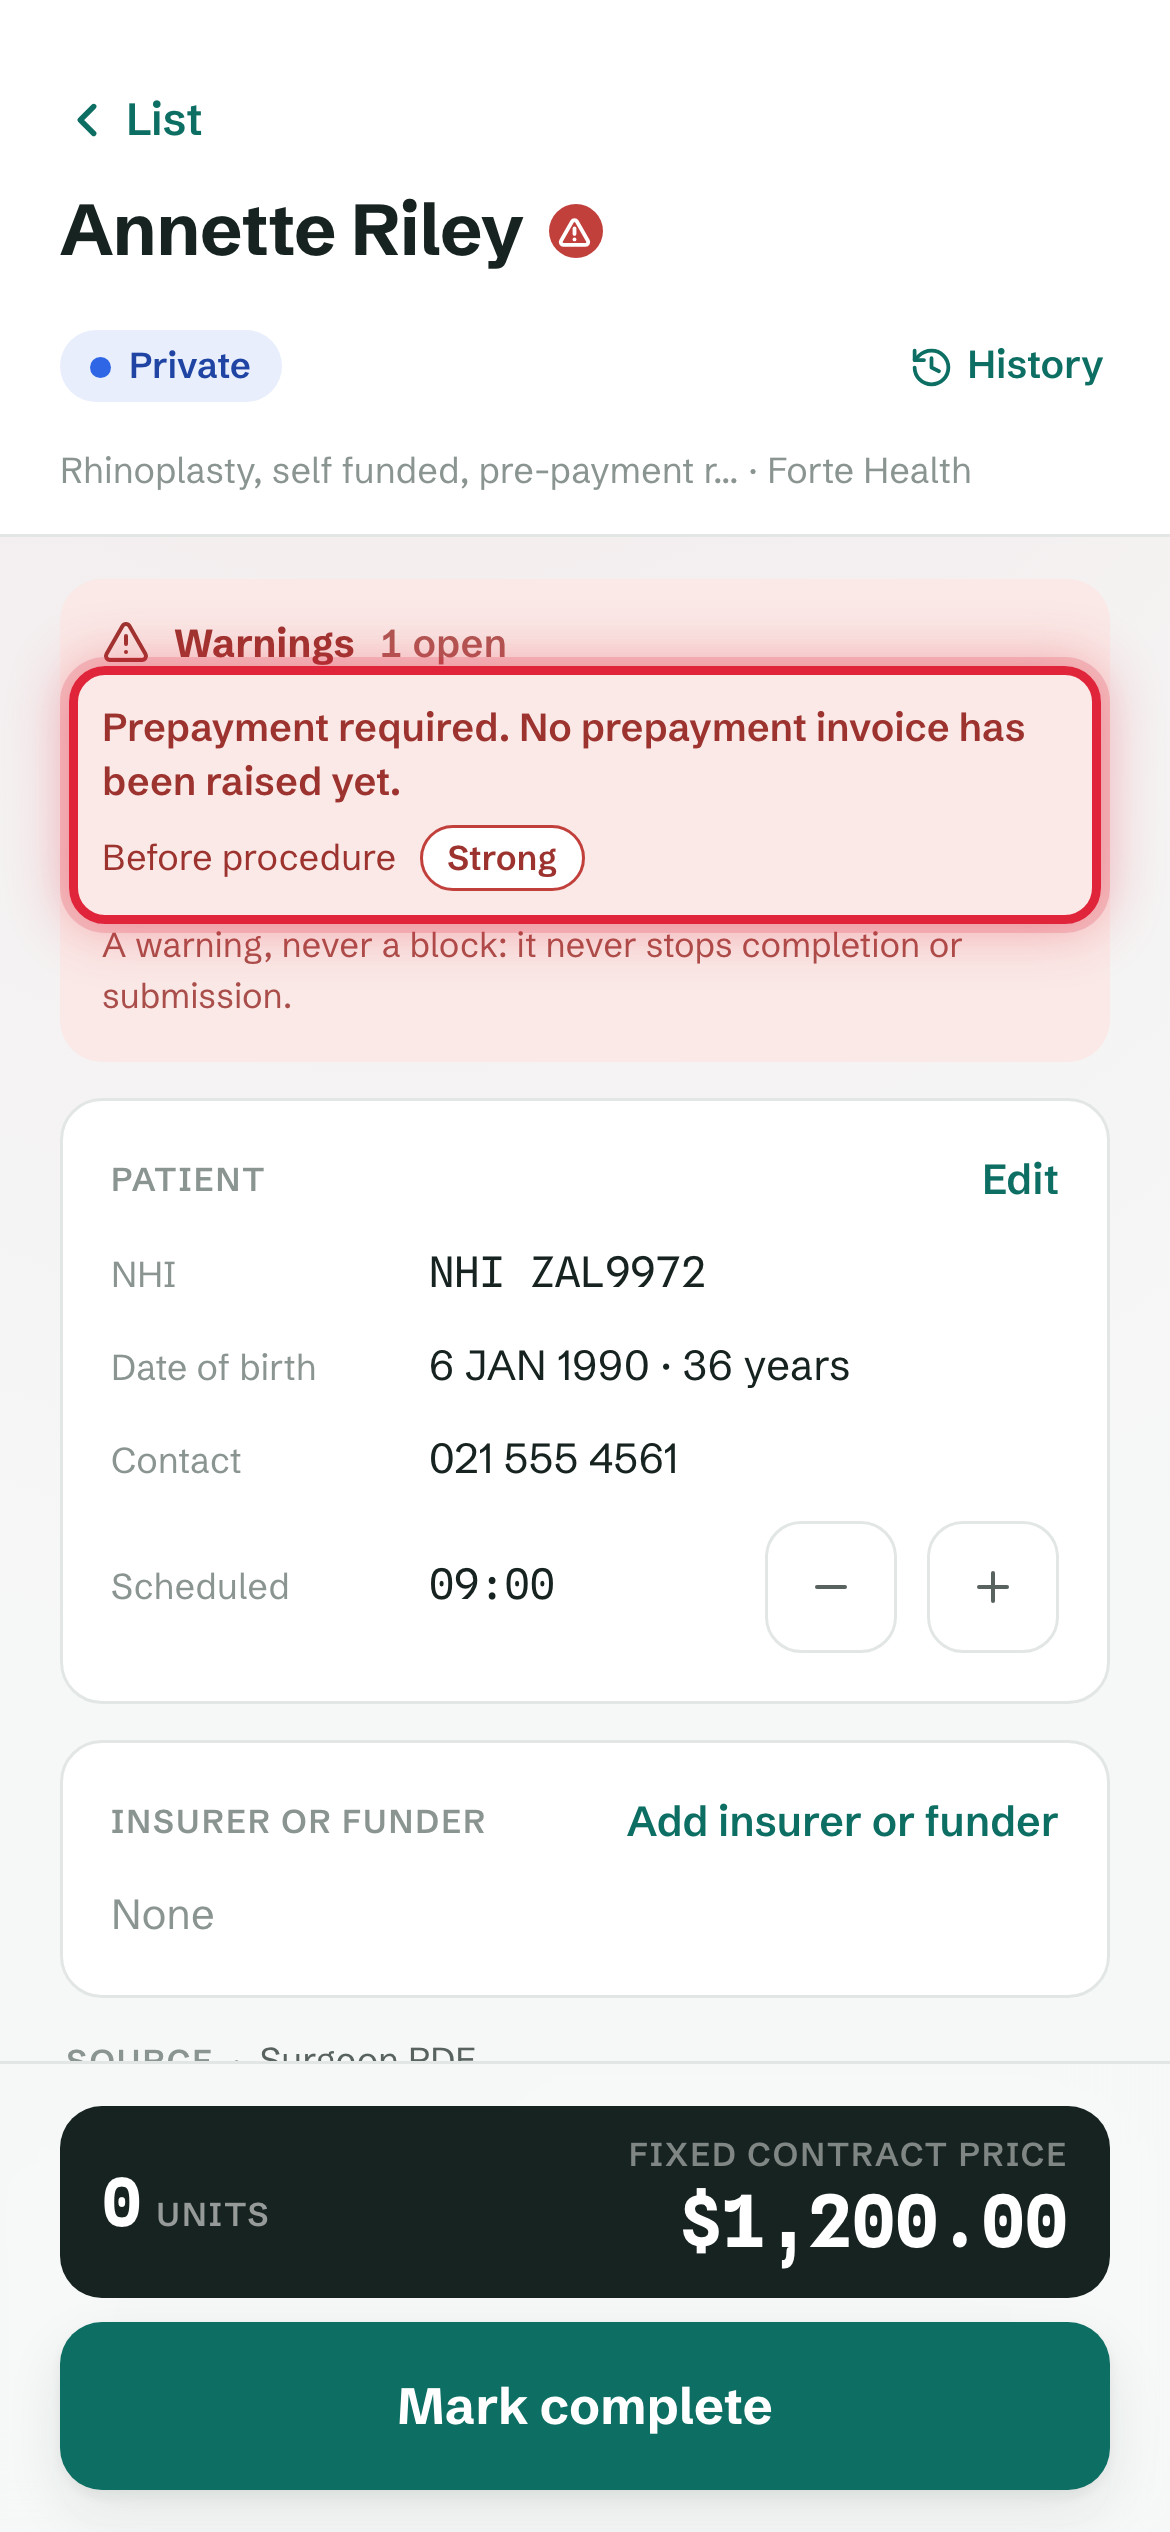 List
Annette Riley
Private
History
Rhinoplasty, self funded, pre-payment r... · Forte Health
Warnings 1 open
Prepayment required. No prepayment invoice has
been raised yet.
Before procedure Strong
A warning, never a block: it never stops completion or
submission.
PATIENT Edit
NHI NHI ZAL9972
Date of birth 6 JAN 1990 · 36 years
Contact 021 555 4561
Scheduled 09:00
INSURER OR FUNDER Add insurer or funder
None
SOURCE · Surgeon PDF
FIXED CONTRACT PRICE
0 UNITS $1,200.00
Mark complete